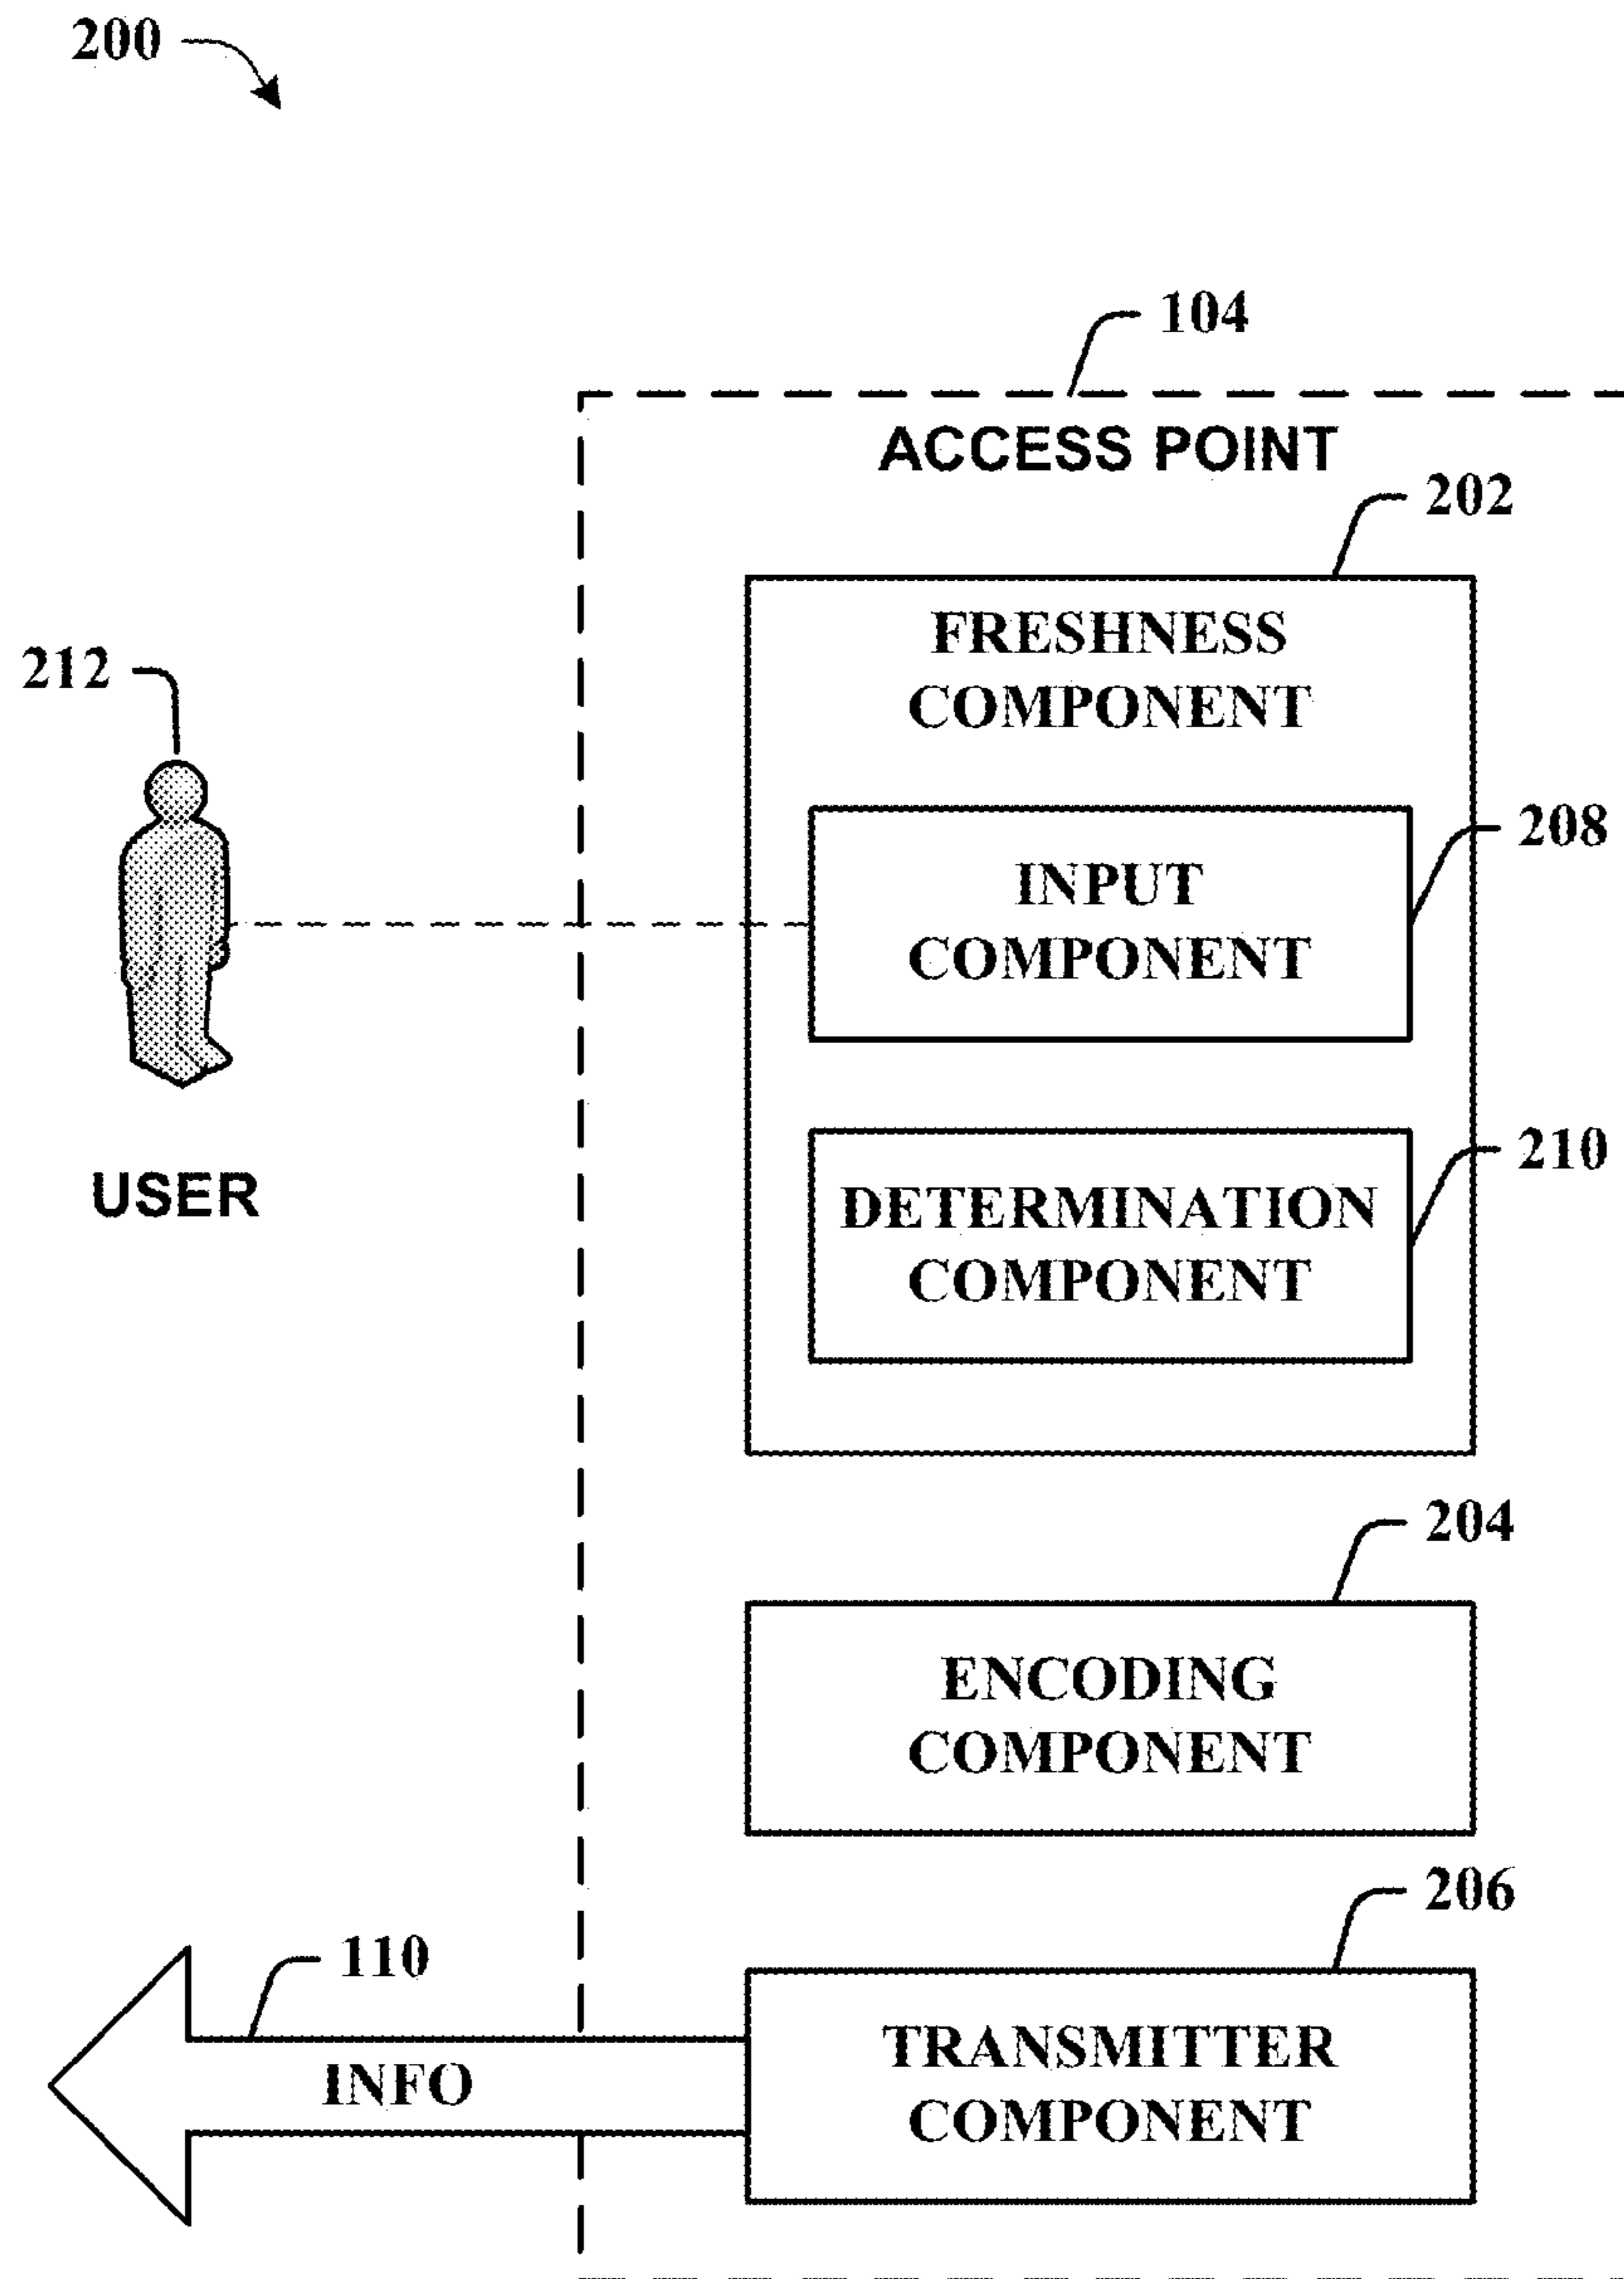 200
104
ACCESS POINT
202
FRESHNESS
COMPONENT
212
208
INPUT
COMPONENT
210
DETERMINATION
COMPONENT
USER
204
ENCODING
COMPONENT
206
110
TRANSMITTER
COMPONENT
INFO